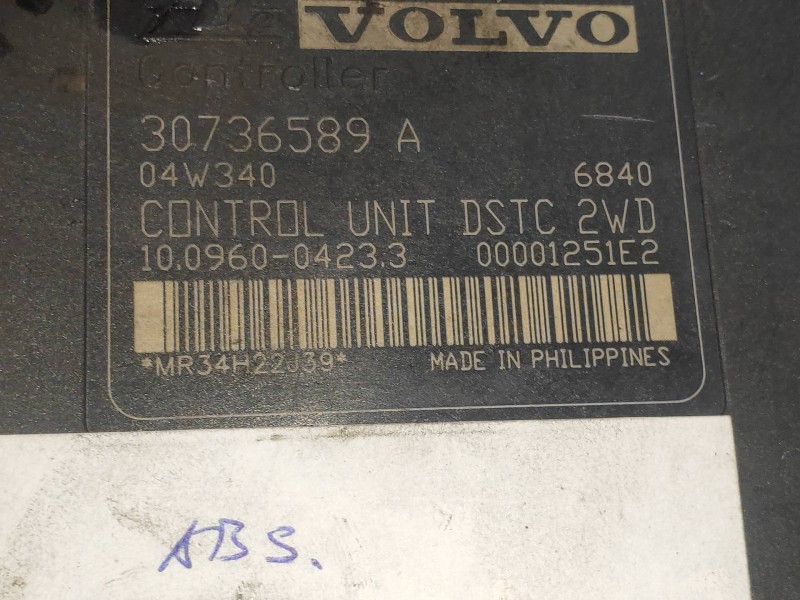 VOLVO
Controller
30736589 A
04W340 6840
CONTROL UNIT DSTC 2WD
10.0960-0423.3 00001251E2
*MR34H22J39* MADE IN PHILIPPINES
ABS.